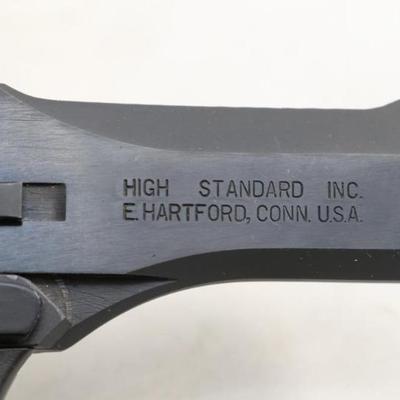 HIGH STANDARD INC.
E. HARTFORD, CONN. U.S.A.